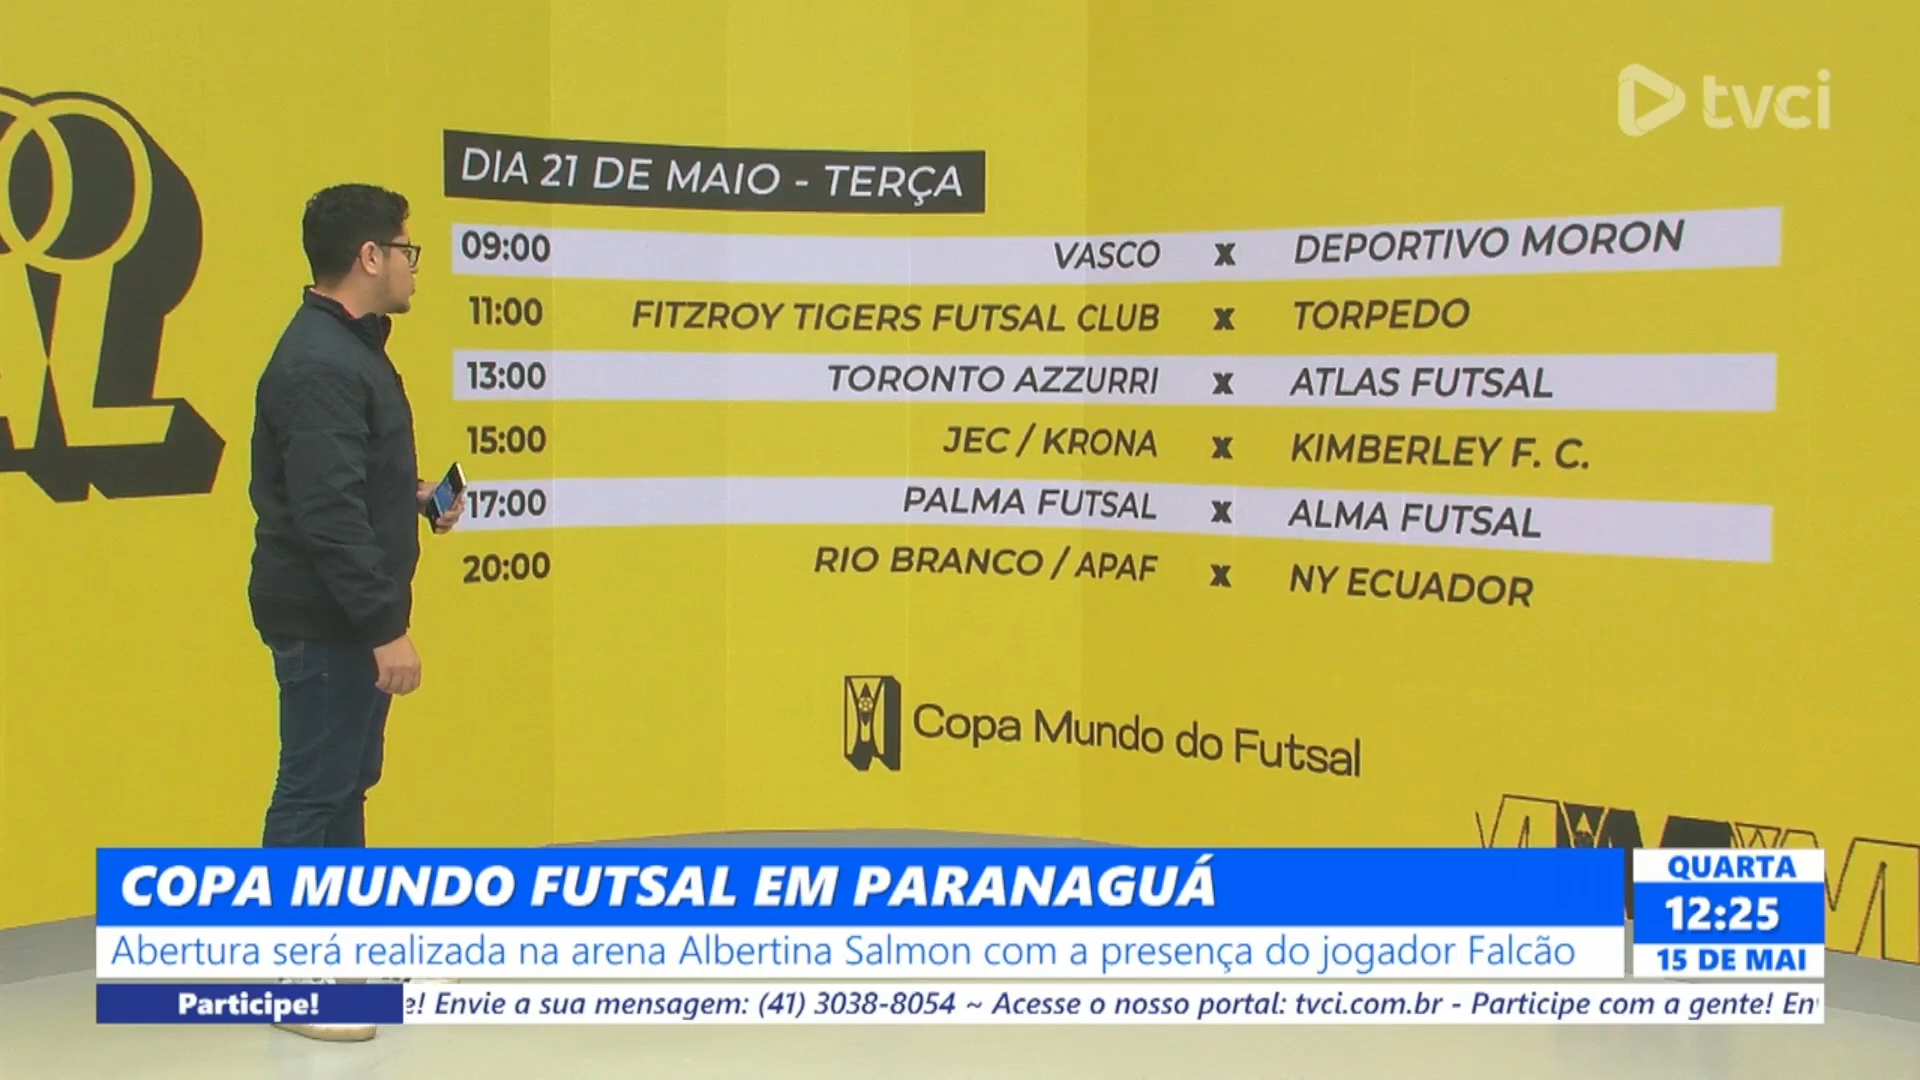 tvci
DIA 21 DE MAIO - TERÇA
09:00 VASCO X DEPORTIVO MORON
11:00 FITZROY TIGERS FUTSAL CLUB X TORPEDO
13:00 TORONTO AZZURRI X ATLAS FUTSAL
15:00 JEC / KRONA X KIMBERLEY F. C.
17:00 PALMA FUTSAL X ALMA FUTSAL
20:00 RIO BRANCO / APAF X NY ECUADOR
Copa Mundo do Futsal
COPA MUNDO FUTSAL EM PARANAGUÁ
Abertura será realizada na arena Albertina Salmon com a presença do jogador Falcão
QUARTA
12:25
15 DE MAI
Participe! e! Envie a sua mensagem: (41) 3038-8054 ~ Acesse o nosso portal: tvci.com.br - Participe com a gente! En